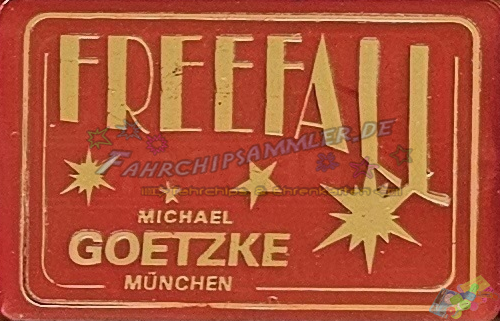 FREEFALL
FAHRCHIPSAMMLER.DE
MICHAEL
GOETZKE
MÜNCHEN